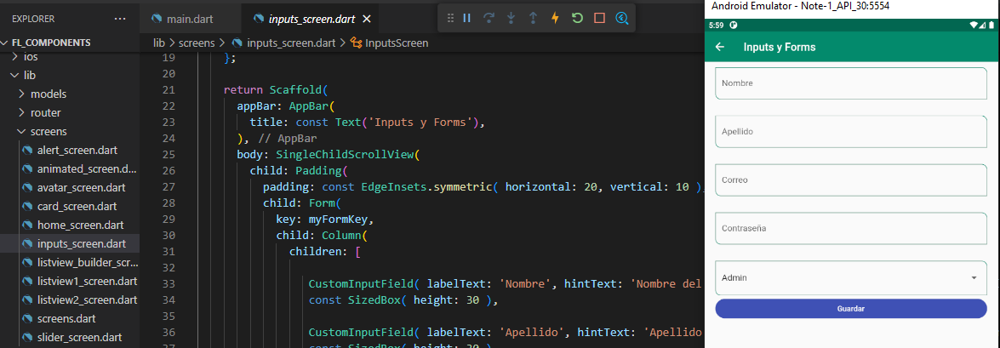 EXPLORER
FL_COMPONENTS
ios
lib
models
router
screens
alert_screen.dart
animated_screen.d...
avatar_screen.dart
card_screen.dart
home_screen.dart
inputs_screen.dart
listview_builder_scr...
listview1_screen.dart
listview2_screen.dart
screens.dart
slider_screen.dart
main.dart
inputs_screen.dart
lib > screens > inputs_screen.dart > InputsScreen
19 };
20
21 return Scaffold(
22 appBar: AppBar(
23 title: const Text('Inputs y Forms'),
24 ), // AppBar
25 body: SingleChildScrollView(
26 child: Padding(
27 padding: const EdgeInsets.symmetric( horizontal: 20, vertical: 10 )
28 child: Form(
29 key: myFormKey,
30 child: Column(
31 children: [
32
33 CustomInputField( labelText: 'Nombre', hintText: 'Nombre del
34 const SizedBox( height: 30 ),
35
36 CustomInputField( labelText: 'Apellido', hintText: 'Apellido
37 const SizedBox( height: 30 ),
Android Emulator - Note-1_API_30:5554
5:59
Inputs y Forms
Nombre
Apellido
Correo
Contraseña
Admin
Guardar